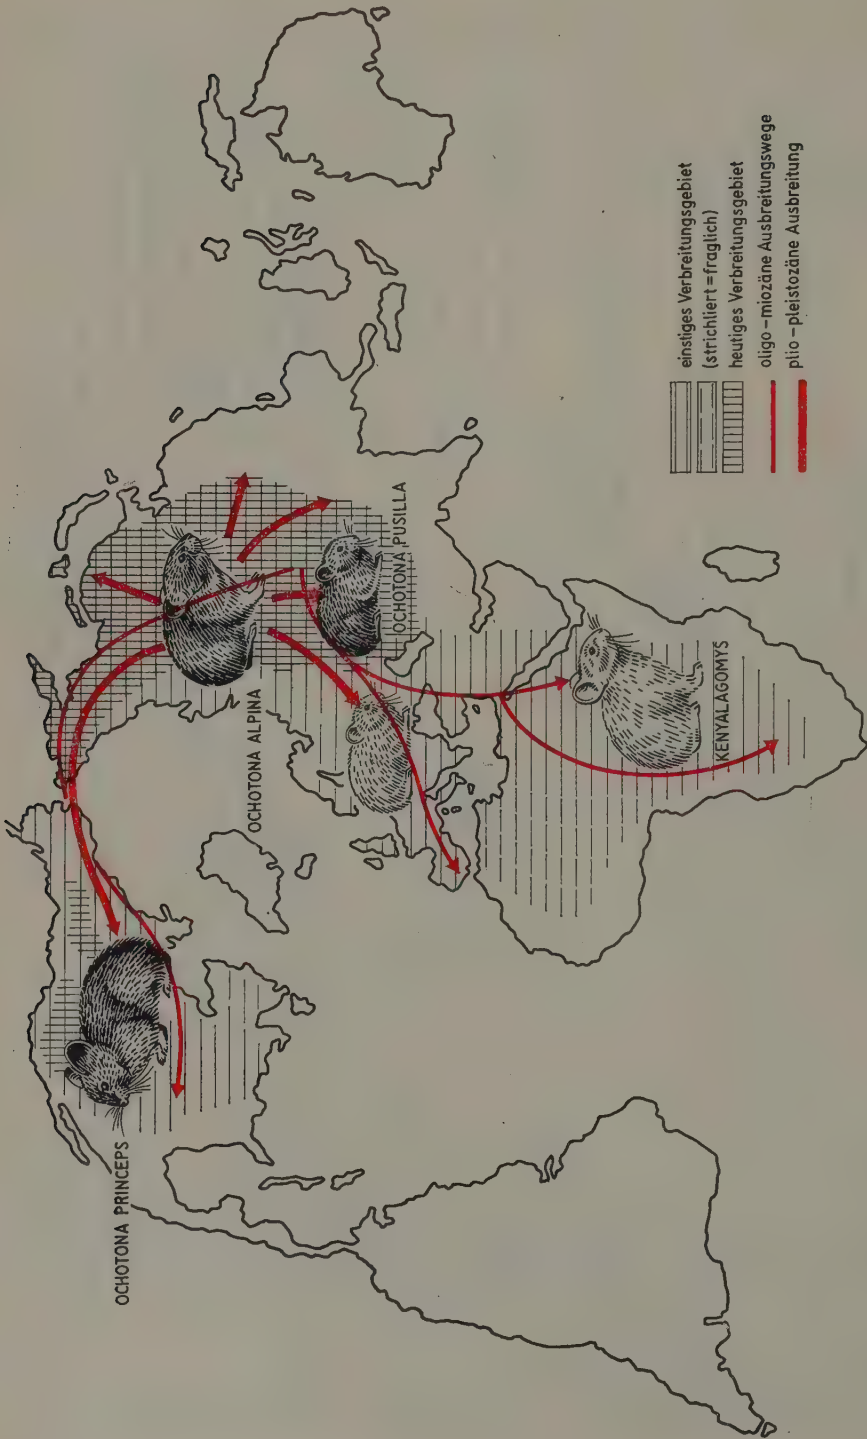 OCHOTONA PRINCEPS
OCHOTONA ALPINA
OCHOTONA PUSILLA
KENYALAGOMYS
einstiges Verbreitungsgebiet
(strichliert=fraglich)
heutiges Verbreitungsgebiet
oligo-miozäne Ausbreitungswege
plio-pleistozäne Ausbreitung